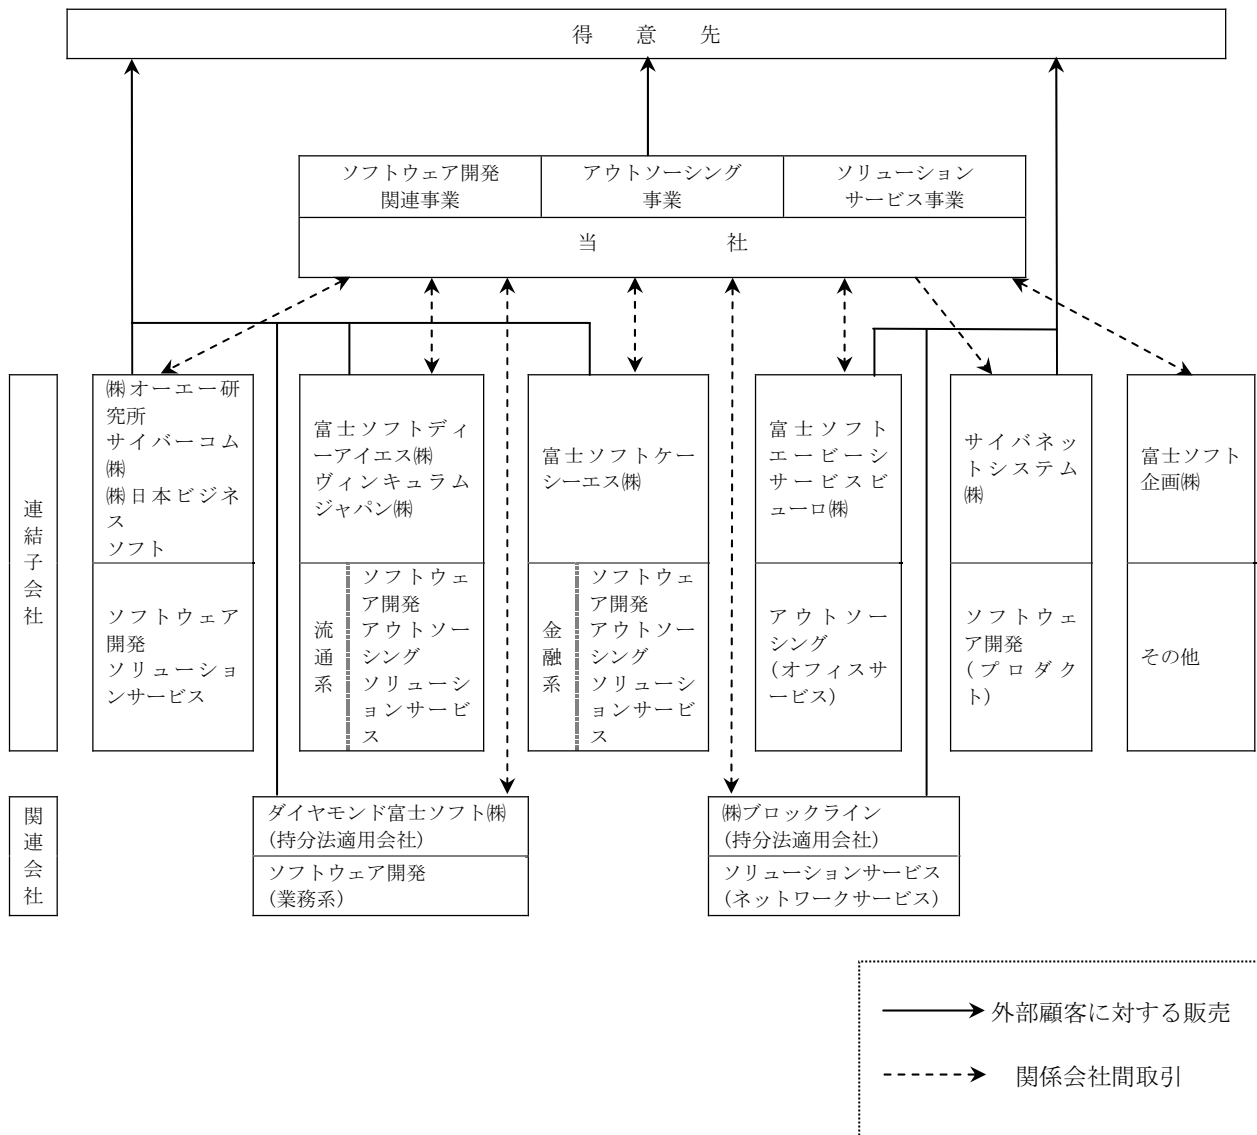 得　意　先
ソフトウェア開発
関連事業
アウトソーシング
事業
ソリューション
サービス事業
当　社
連結子会社
㈱オーエー研
究所
サイバーコム
㈱
㈱日本ビジネ
ス
ソフト
ソフトウェア
開発
ソリューショ
ンサービス
富士ソフトディ
ーアイエス㈱
ヴィンキュラム
ジャパン㈱
流通系
ソフトウェ
ア開発
アウトソー
シング
ソリューシ
ョンサービ
ス
富士ソフトケー
シーエス㈱
金融系
ソフトウェ
ア開発
アウトソー
シング
ソリューシ
ョンサービ
ス
富士ソフト
エービーシ
サービスビ
ューロ㈱
アウトソー
シング
(オフィスサ
ービス)
サイバネッ
トシステム
㈱
ソフトウェ
ア開発
(プロダク
ト)
富士ソフト
企画㈱
その他
関連会社
ダイヤモンド富士ソフト㈱
(持分法適用会社)
ソフトウェア開発
(業務系)
㈱ブロックライン
(持分法適用会社)
ソリューションサービス
(ネットワークサービス)
外部顧客に対する販売
関係会社間取引